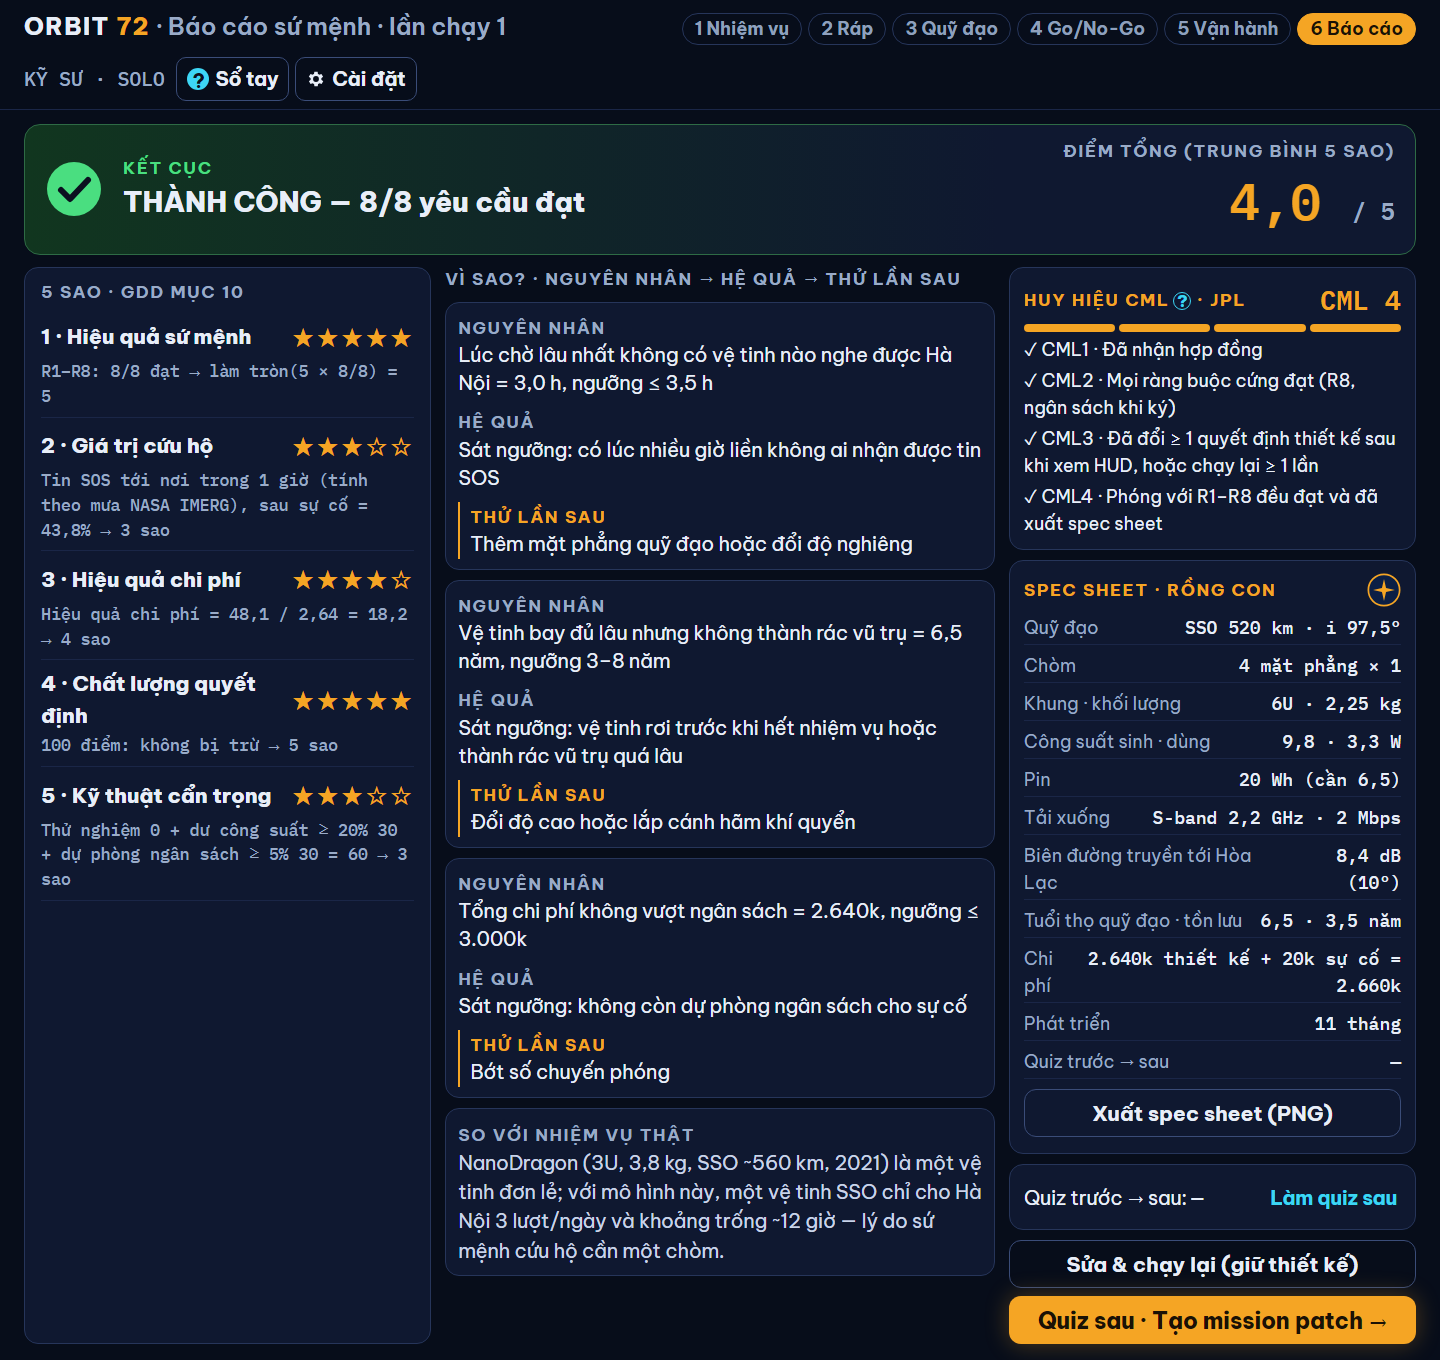 ORBIT 72 · Báo cáo sứ mệnh · lần chạy 1
1 Nhiệm vụ
2 Ráp
3 Quỹ đạo
4 Go/No-Go
5 Vận hành
6 Báo cáo
KỸ SƯ · SOLO
? Sổ tay
Cài đặt
KẾT CỤC
THÀNH CÔNG — 8/8 yêu cầu đạt
ĐIỂM TỔNG (TRUNG BÌNH 5 SAO)
4,0 / 5
5 SAO · GDD MỤC 10
1 · Hiệu quả sứ mệnh ★★★★★
R1–R8: 8/8 đạt → làm tròn(5 × 8/8) =
5
2 · Giá trị cứu hộ ★★★☆☆
Tin SOS tới nơi trong 1 giờ (tính
theo mưa NASA IMERG), sau sự cố =
43,8% → 3 sao
3 · Hiệu quả chi phí ★★★★☆
Hiệu quả chi phí = 48,1 / 2,64 = 18,2
→ 4 sao
4 · Chất lượng quyết
định ★★★★★
100 điểm: không bị trừ → 5 sao
5 · Kỹ thuật cẩn trọng ★★★☆☆
Thử nghiệm 0 + dư công suất ≥ 20% 30
+ dự phòng ngân sách ≥ 5% 30 = 60 → 3
sao
VÌ SAO? · NGUYÊN NHÂN → HỆ QUẢ → THỬ LẦN SAU
NGUYÊN NHÂN
Lúc chờ lâu nhất không có vệ tinh nào nghe được Hà
Nội = 3,0 h, ngưỡng ≤ 3,5 h
HỆ QUẢ
Sát ngưỡng: có lúc nhiều giờ liền không ai nhận được tin
SOS
THỬ LẦN SAU
Thêm mặt phẳng quỹ đạo hoặc đổi độ nghiêng
NGUYÊN NHÂN
Vệ tinh bay đủ lâu nhưng không thành rác vũ trụ = 6,5
năm, ngưỡng 3–8 năm
HỆ QUẢ
Sát ngưỡng: vệ tinh rơi trước khi hết nhiệm vụ hoặc
thành rác vũ trụ quá lâu
THỬ LẦN SAU
Đổi độ cao hoặc lắp cánh hãm khí quyển
NGUYÊN NHÂN
Tổng chi phí không vượt ngân sách = 2.640k, ngưỡng ≤
3.000k
HỆ QUẢ
Sát ngưỡng: không còn dự phòng ngân sách cho sự cố
THỬ LẦN SAU
Bớt số chuyến phóng
SO VỚI NHIỆM VỤ THẬT
NanoDragon (3U, 3,8 kg, SSO ~560 km, 2021) là một vệ
tinh đơn lẻ; với mô hình này, một vệ tinh SSO chỉ cho Hà
Nội 3 lượt/ngày và khoảng trống ~12 giờ — lý do sứ
mệnh cứu hộ cần một chòm.
HUY HIỆU CML ? · JPL CML 4
✓ CML1 · Đã nhận hợp đồng
✓ CML2 · Mọi ràng buộc cứng đạt (R8,
ngân sách khi ký)
✓ CML3 · Đã đổi ≥ 1 quyết định thiết kế sau
khi xem HUD, hoặc chạy lại ≥ 1 lần
✓ CML4 · Phóng với R1–R8 đều đạt và đã
xuất spec sheet
SPEC SHEET · RỒNG CON
Quỹ đạo SSO 520 km · i 97,5°
Chòm 4 mặt phẳng × 1
Khung · khối lượng 6U · 2,25 kg
Công suất sinh · dùng 9,8 · 3,3 W
Pin 20 Wh (cần 6,5)
Tải xuống S-band 2,2 GHz · 2 Mbps
Biên đường truyền tới Hòa 8,4 dB
Lạc (10°)
Tuổi thọ quỹ đạo · tồn lưu 6,5 · 3,5 năm
Chi 2.640k thiết kế + 20k sự cố =
phí 2.660k
Phát triển 11 tháng
Quiz trước → sau —
Xuất spec sheet (PNG)
Quiz trước → sau: — Làm quiz sau
Sửa & chạy lại (giữ thiết kế)
Quiz sau · Tạo mission patch →